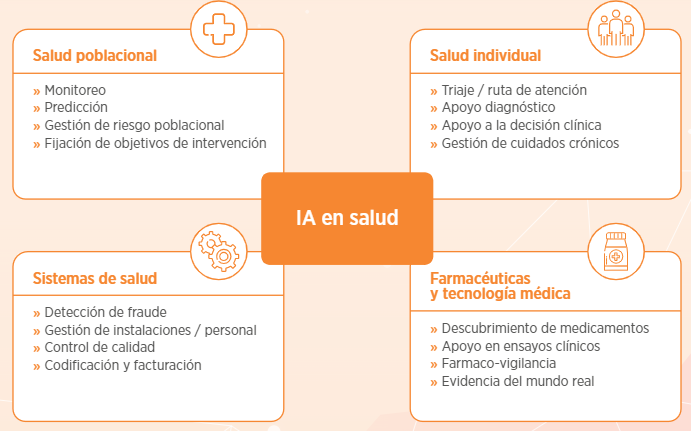 Salud poblacional
» Monitoreo
» Predicción
» Gestión de riesgo poblacional
» Fijación de objetivos de intervención
Salud individual
» Triaje / ruta de atención
» Apoyo diagnóstico
» Apoyo a la decisión clínica
» Gestión de cuidados crónicos
IA en salud
Sistemas de salud
» Detección de fraude
» Gestión de instalaciones / personal
» Control de calidad
» Codificación y facturación
Farmacéuticas
y tecnología médica
» Descubrimiento de medicamentos
» Apoyo en ensayos clínicos
» Farmaco-vigilancia
» Evidencia del mundo real